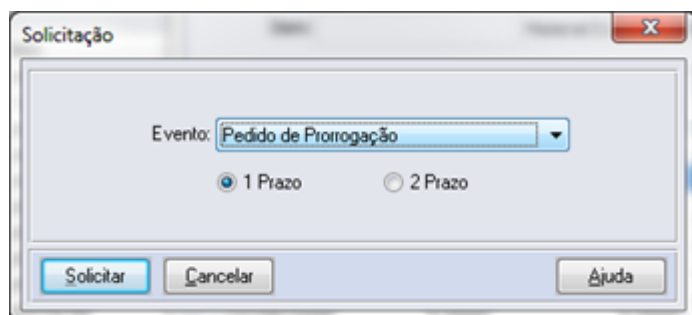 Solicitação
Evento: Pedido de Prorrogação
1 Prazo 2 Prazo
Solicitar Cancelar Ajuda